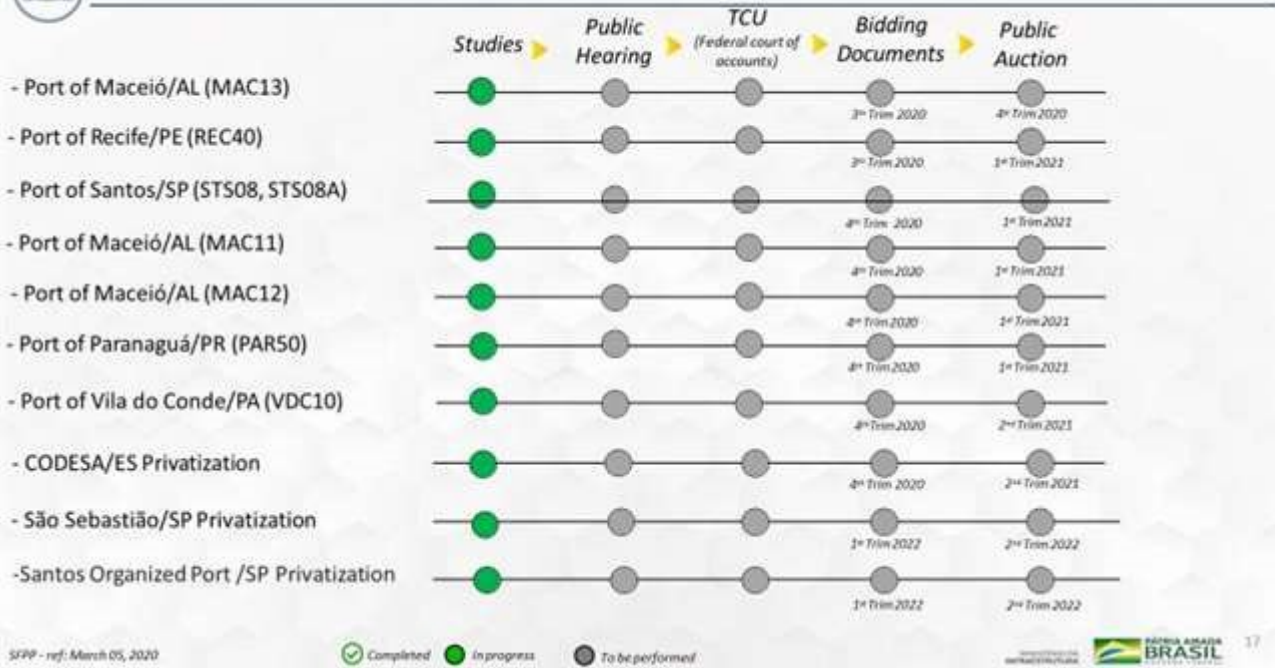 Studies
Public Hearing
TCU
(Federal court of accounts)
Bidding Documents
Public Auction
- Port of Maceió/AL (MAC13)
3rd Trim 2020
4th Trim 2020
- Port of Recife/PE (REC40)
3rd Trim 2020
1st Trim 2021
- Port of Santos/SP (STS08, STS08A)
4th Trim 2020
1st Trim 2021
- Port of Maceió/AL (MAC11)
4th Trim 2020
1st Trim 2021
- Port of Maceió/AL (MAC12)
4th Trim 2020
1st Trim 2021
- Port of Paranaguá/PR (PAR50)
4th Trim 2020
1st Trim 2021
- Port of Vila do Conde/PA (VDC10)
4th Trim 2020
2nd Trim 2021
- CODESA/ES Privatization
4th Trim 2020
2nd Trim 2021
- São Sebastião/SP Privatization
1st Trim 2022
2nd Trim 2022
-Santos Organized Port /SP Privatization
1st Trim 2022
2nd Trim 2022
SFPP - ref: March 05, 2020
Completed
In progress
To be performed
INFRAESTRUTURA
PÁTRIA AMADA
BRASIL
17